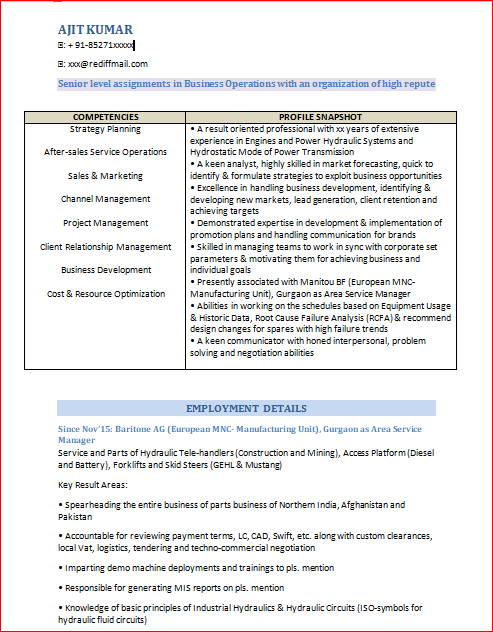 AJIT KUMAR
: + 91-85271xxxxx
: xxx@rediffmail.com
Senior level assignments in Business Operations with an organization of high repute
COMPETENCIES
Strategy Planning
After-sales Service Operations
Sales & Marketing
Channel Management
Project Management
Client Relationship Management
Business Development
Cost & Resource Optimization
PROFILE SNAPSHOT
• A result oriented professional with xx years of extensive
experience in Engines and Power Hydraulic Systems and
Hydrostatic Mode of Power Transmission
• A keen analyst, highly skilled in market forecasting, quick to
identify & formulate strategies to exploit business opportunities
• Excellence in handling business development, identifying &
developing new markets, lead generation, client retention and
achieving targets
• Demonstrated expertise in development & implementation of
promotion plans and handling communication for brands
• Skilled in managing teams to work in sync with corporate set
parameters & motivating them for achieving business and
individual goals
• Presently associated with Manitou BF (European MNC-
Manufacturing Unit), Gurgaon as Area Service Manager
• Abilities in working on the schedules based on Equipment Usage
& Historic Data, Root Cause Failure Analysis (RCFA) & recommend
design changes for spares with high failure trends
• A keen communicator with honed interpersonal, problem
solving and negotiation abilities
EMPLOYMENT DETAILS
Since Nov'15: Baritone AG (European MNC- Manufacturing Unit), Gurgaon as Area Service
Manager
Service and Parts of Hydraulic Tele-handlers (Construction and Mining), Access Platform (Diesel
and Battery), Forklifts and Skid Steers (GEHL & Mustang)
Key Result Areas:
• Spearheading the entire business of parts business of Northern India, Afghanistan and
Pakistan
• Accountable for reviewing payment terms, LC, CAD, Swift, etc. along with custom clearances,
local Vat, logistics, tendering and techno-commercial negotiation
• Imparting demo machine deployments and trainings to pls. mention
• Responsible for generating MIS reports on pls. mention
• Knowledge of basic principles of Industrial Hydraulics & Hydraulic Circuits (ISO-symbols for
hydraulic fluid circuits)